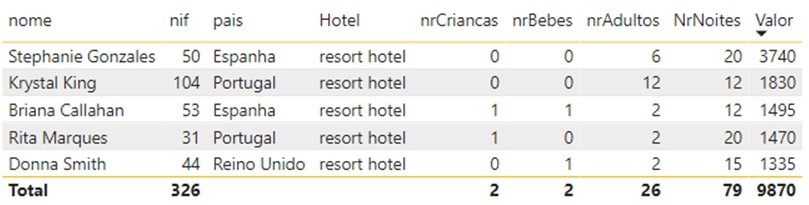 nome nif pais Hotel nrCriancas nrBebes nrAdultos NrNoites Valor
Stephanie Gonzales 50 Espanha resort hotel 0 0 6 20 3740
Krystal King 104 Portugal resort hotel 0 0 12 12 1830
Briana Callahan 53 Espanha resort hotel 1 1 2 12 1495
Rita Marques 31 Portugal resort hotel 1 0 2 20 1470
Donna Smith 44 Reino Unido resort hotel 0 1 2 15 1335
Total 326 2 2 26 79 9870